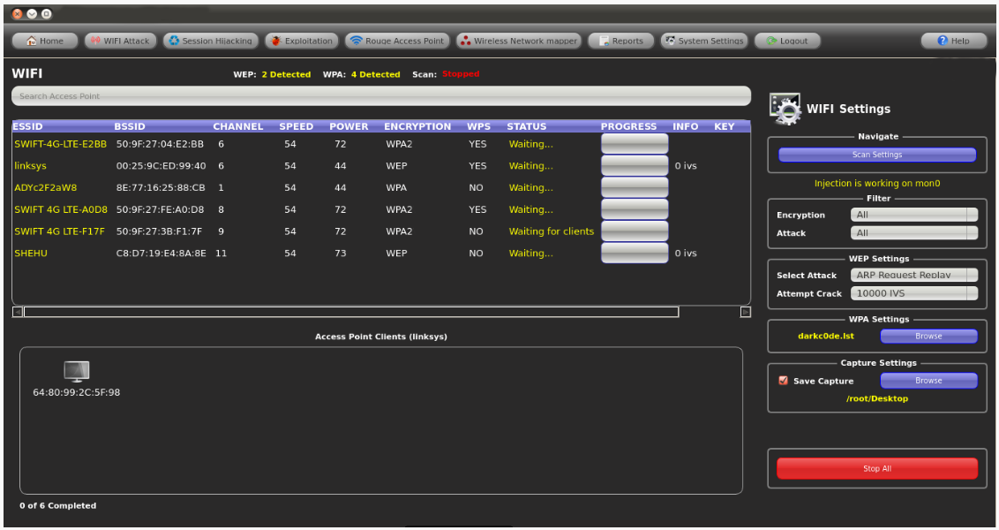 Home WIFI Attack Session Hijacking Exploitation Rouge Access Point Wireless Network mapper Reports System Settings Logout Help
WIFI WEP: 2 Detected WPA: 4 Detected Scan: Stopped
Search Access Point
ESSID BSSID CHANNEL SPEED POWER ENCRYPTION WPS STATUS PROGRESS INFO KEY
SWIFT-4G-LTE-E2BB 50:9F:27:04:E2:BB 6 54 72 WPA2 YES Waiting...
linksys 00:25:9C:ED:99:40 6 54 44 WEP YES Waiting... 0 ivs
ADYc2F2aW8 8E:77:16:25:88:CB 1 54 44 WPA NO Waiting...
SWIFT 4G LTE-A0D8 50:9F:27:FE:A0:D8 8 54 72 WPA2 YES Waiting...
SWIFT 4G LTE-F17F 50:9F:27:3B:F1:7F 9 54 72 WPA2 NO Waiting for clients
SHEHU C8:D7:19:E4:8A:8E 11 54 73 WEP NO Waiting... 0 ivs
Access Point Clients (linksys)
64:80:99:2C:5F:98
0 of 6 Completed
WIFI Settings
Navigate
Scan Settings
Injection is working on mon0
Filter
Encryption All
Attack All
WEP Settings
Select Attack ARP Request Replay
Attempt Crack 10000 IVS
WPA Settings
darkc0de.lst Browse
Capture Settings
Save Capture Browse
/root/Desktop
Stop All